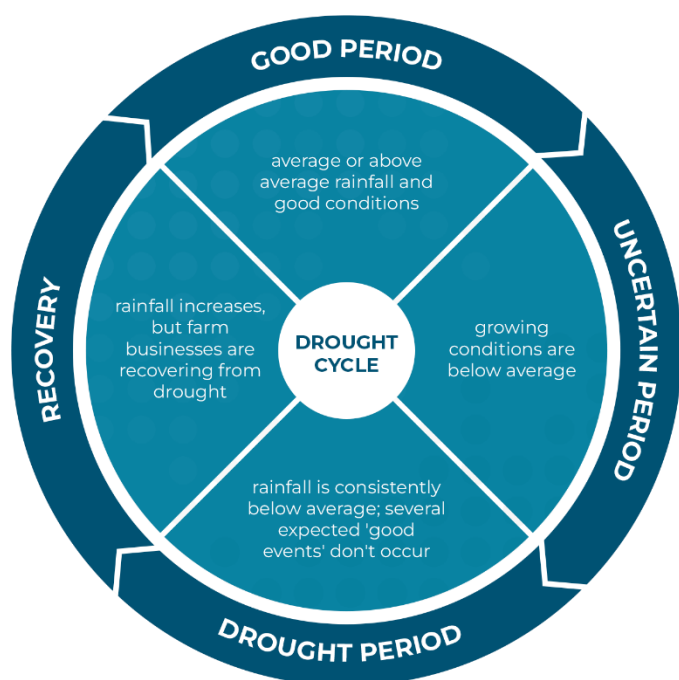 GOOD PERIOD
average or above
average rainfall and
good conditions
UNCERTAIN PERIOD
growing
conditions are
below average
DROUGHT PERIOD
rainfall is consistently
below average; several
expected 'good
events' don't occur
RECOVERY
rainfall increases,
but farm
businesses are
recovering from
drought
DROUGHT
CYCLE